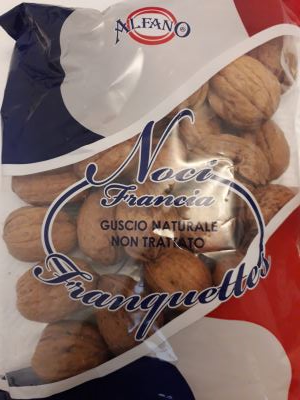 ALFANO
Noci
Francia
GUSCIO NATURALE
NON TRATTATO
Franquettes